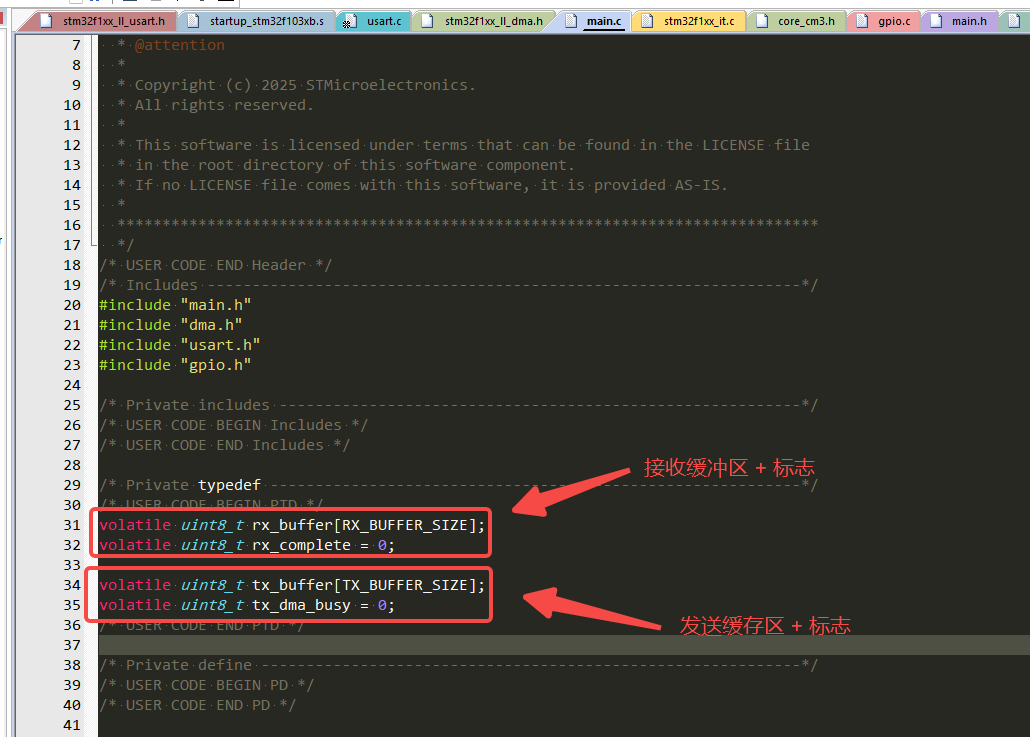 stm32f1xx_ll_usart.h startup_stm32f103xb.s usart.c stm32f1xx_ll_dma.h main.c stm32f1xx_it.c core_cm3.h gpio.c main.h
7 * @attention
8 *
9 * Copyright (c) 2025 STMicroelectronics.
10 * All rights reserved.
11 *
12 * This software is licensed under terms that can be found in the LICENSE file
13 * in the root directory of this software component.
14 * If no LICENSE file comes with this software, it is provided AS-IS.
15 *
16 ******************************************************************************
17 */
18 /* USER CODE END Header */
19 /* Includes ------------------------------------------------------------------*/
20 #include "main.h"
21 #include "dma.h"
22 #include "usart.h"
23 #include "gpio.h"
24
25 /* Private includes ----------------------------------------------------------*/
26 /* USER CODE BEGIN Includes */
27 /* USER CODE END Includes */
28
接收缓冲区 + 标志
29 /* Private typedef -----------------------------------------------------------*/
30 /* USER CODE BEGIN PTD */
31 volatile uint8_t rx_buffer[RX_BUFFER_SIZE];
32 volatile uint8_t rx_complete = 0;
33
34 volatile uint8_t tx_buffer[TX_BUFFER_SIZE];
35 volatile uint8_t tx_dma_busy = 0;
36 /* USER CODE END PTD */
发送缓存区 + 标志
37
38 /* Private define ------------------------------------------------------------*/
39 /* USER CODE BEGIN PD */
40 /* USER CODE END PD */
41